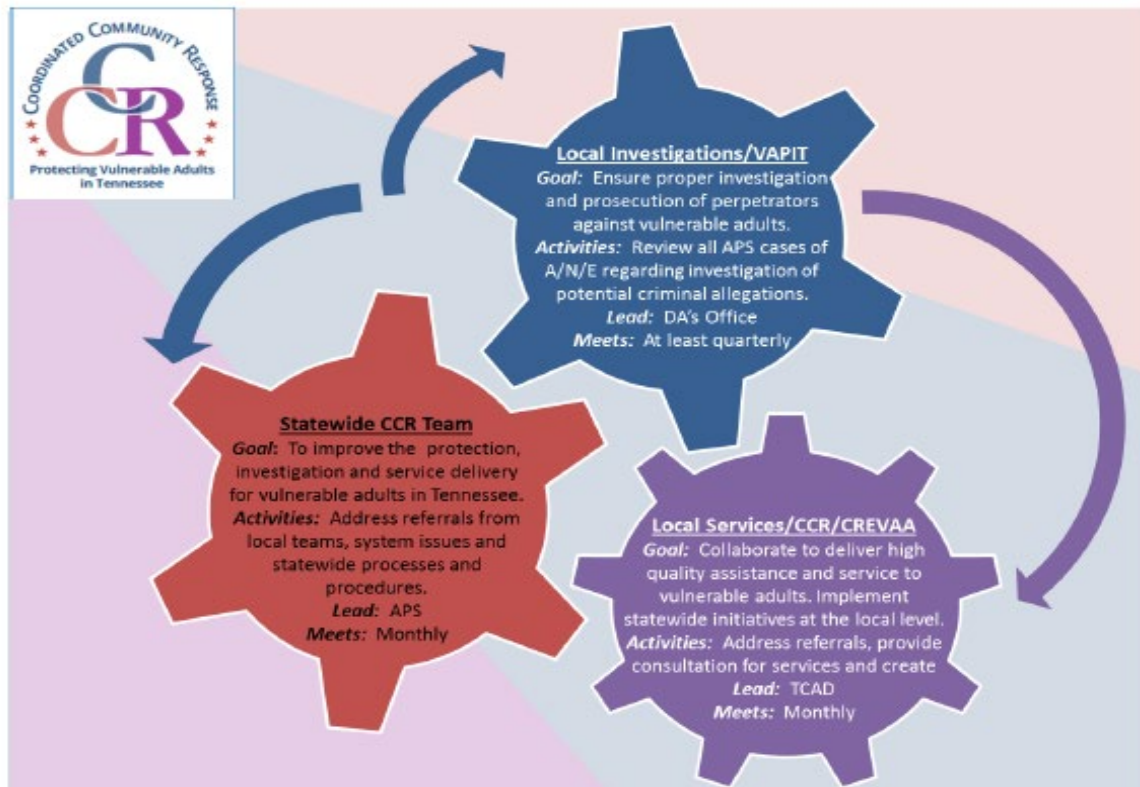 COORDINATED COMMUNITY RESPONSE
CCR
Protecting Vulnerable Adults
in Tennessee
Local Investigations/VAPIT
Goal: Ensure proper investigation
and prosecution of perpetrators
against vulnerable adults.
Activities: Review all APS cases of
A/N/E regarding investigation of
potential criminal allegations.
Lead: DA's Office
Meets: At least quarterly
Statewide CCR Team
Goal: To improve the protection,
investigation and service delivery
for vulnerable adults in Tennessee.
Activities: Address referrals from
local teams, system issues and
statewide processes and
procedures.
Lead: APS
Meets: Monthly
Local Services/CCR/CREVAA
Goal: Collaborate to deliver high
quality assistance and service to
vulnerable adults. Implement
statewide initiatives at the local level.
Activities: Address referrals, provide
consultation for services and create
Lead: TCAD
Meets: Monthly